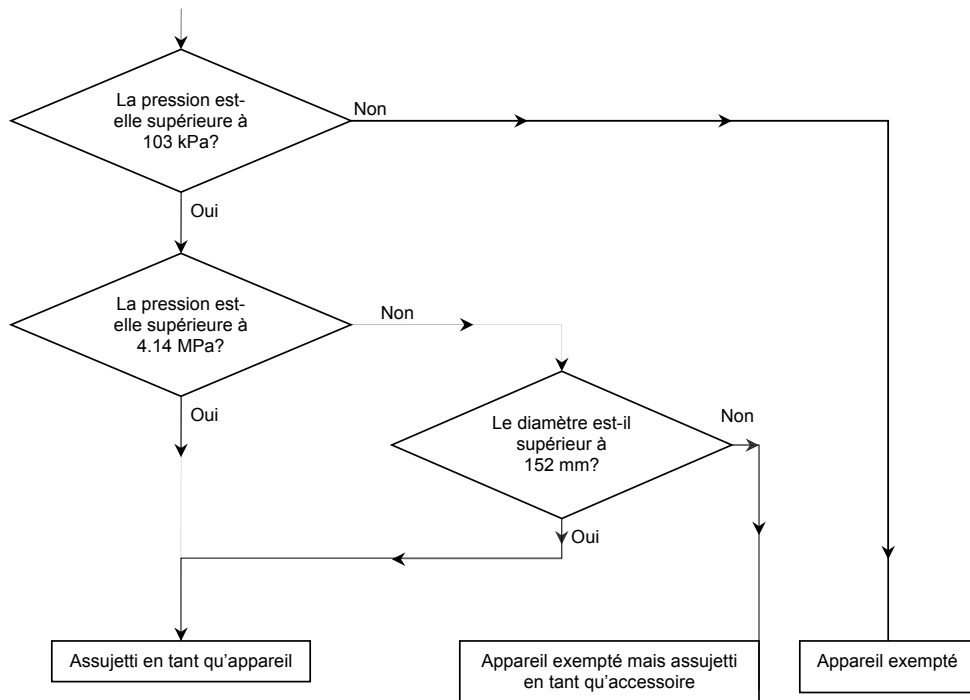 La pression est-
elle supérieure à
103 kPa?
Non
Oui
La pression est-
elle supérieure à
4.14 MPa?
Non
Oui
Le diamètre est-il
supérieur à
152 mm?
Non
Oui
Assujetti en tant qu'appareil
Appareil exempté mais assujetti
en tant qu'accessoire
Appareil exempté